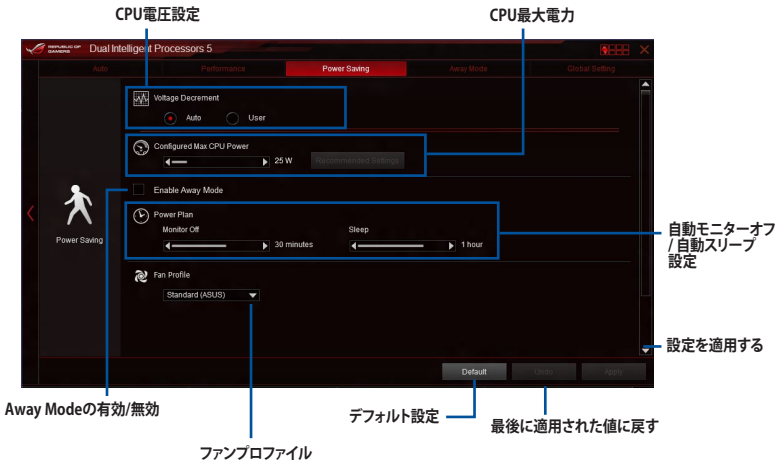 CPU電圧設定
CPU最大電力
REPUBLIC OF GAMERS
Dual Intelligent Processors 5
Auto
Performance
Power Saving
Away Mode
Global Setting
Voltage Decrement
Auto
User
Configured Max CPU Power
25 W
Recommended Settings
Enable Away Mode
Power Plan
Monitor Off
Sleep
30 minutes
1 hour
Power Saving
Fan Profile
Standard (ASUS)
Default
Undo
Apply
自動モニターオフ
/ 自動スリープ
設定
設定を適用する
Away Modeの有効/無効
デフォルト設定
最後に適用された値に戻す
ファンプロファイル